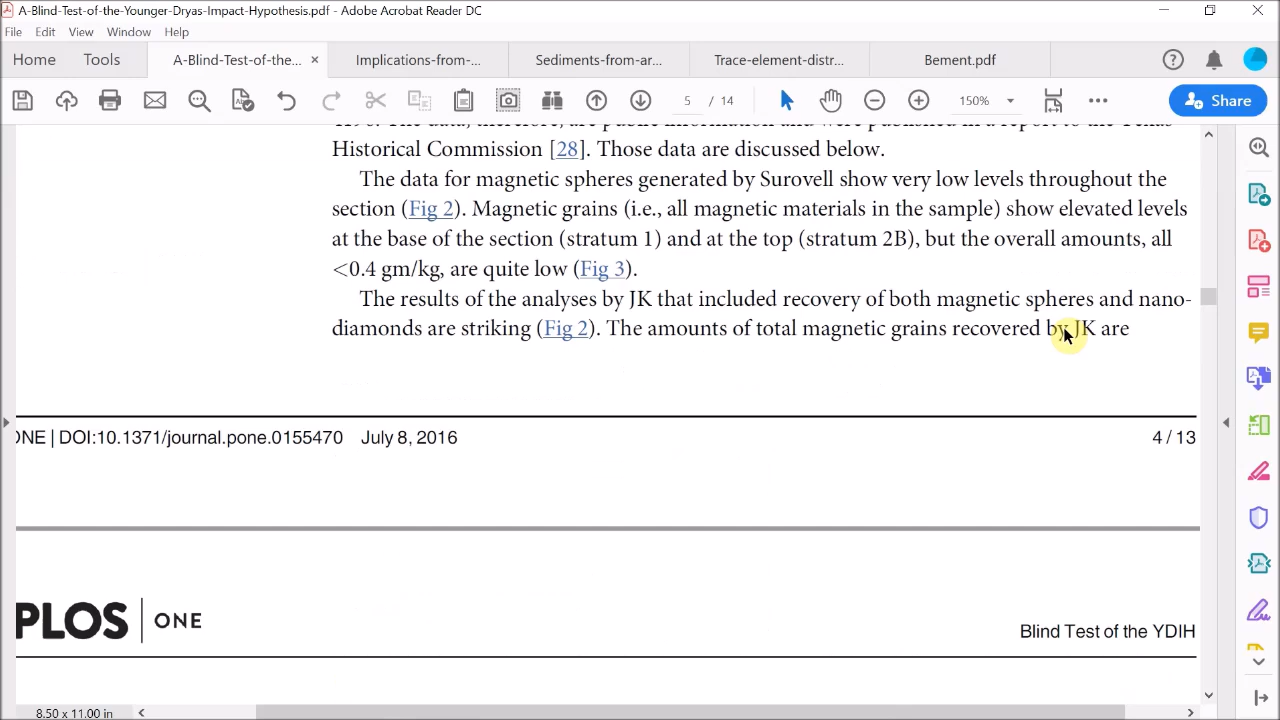 A-Blind-Test-of-the-Younger-Dryas-Impact-Hypothesis.pdf - Adobe Acrobat Reader DC
File Edit View Window Help
Home Tools A-Blind-Test-of-the-... × Implications-from-... Sediments-from-ar... Trace-element-distr... Bement.pdf
5 / 14 150% Share
Historical Commission [28]. Those data are discussed below.
The data for magnetic spheres generated by Surovell show very low levels throughout the
section (Fig 2). Magnetic grains (i.e., all magnetic materials in the sample) show elevated levels
at the base of the section (stratum 1) and at the top (stratum 2B), but the overall amounts, all
<0.4 gm/kg, are quite low (Fig 3).
The results of the analyses by JK that included recovery of both magnetic spheres and nano-
diamonds are striking (Fig 2). The amounts of total magnetic grains recovered by JK are
ONE | DOI:10.1371/journal.pone.0155470 July 8, 2016 4 / 13
PLOS ONE
Blind Test of the YDIH
8.50 x 11.00 in